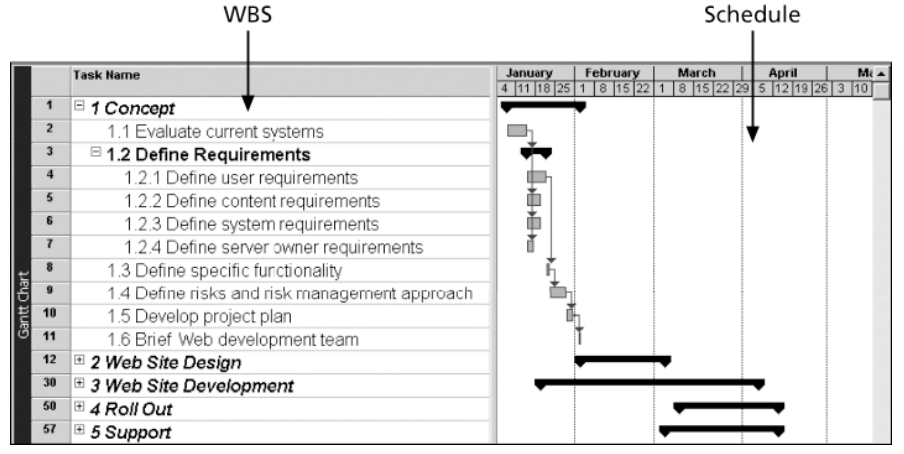 WBS Schedule
Task Name January February March April Ma
4 11 18 25 1 8 15 22 1 8 15 22 29 5 12 19 26 3 10
1 1 Concept
2 1.1 Evaluate current systems
3 1.2 Define Requirements
4 1.2.1 Define user requirements
5 1.2.2 Define content requirements
6 1.2.3 Define system requirements
7 1.2.4 Define server owner requirements
8 1.3 Define specific functionality
9 1.4 Define risks and risk management approach
10 1.5 Develop project plan
11 1.6 Brief Web development team
12 2 Web Site Design
30 3 Web Site Development
50 4 Roll Out
57 5 Support
Gantt Chart